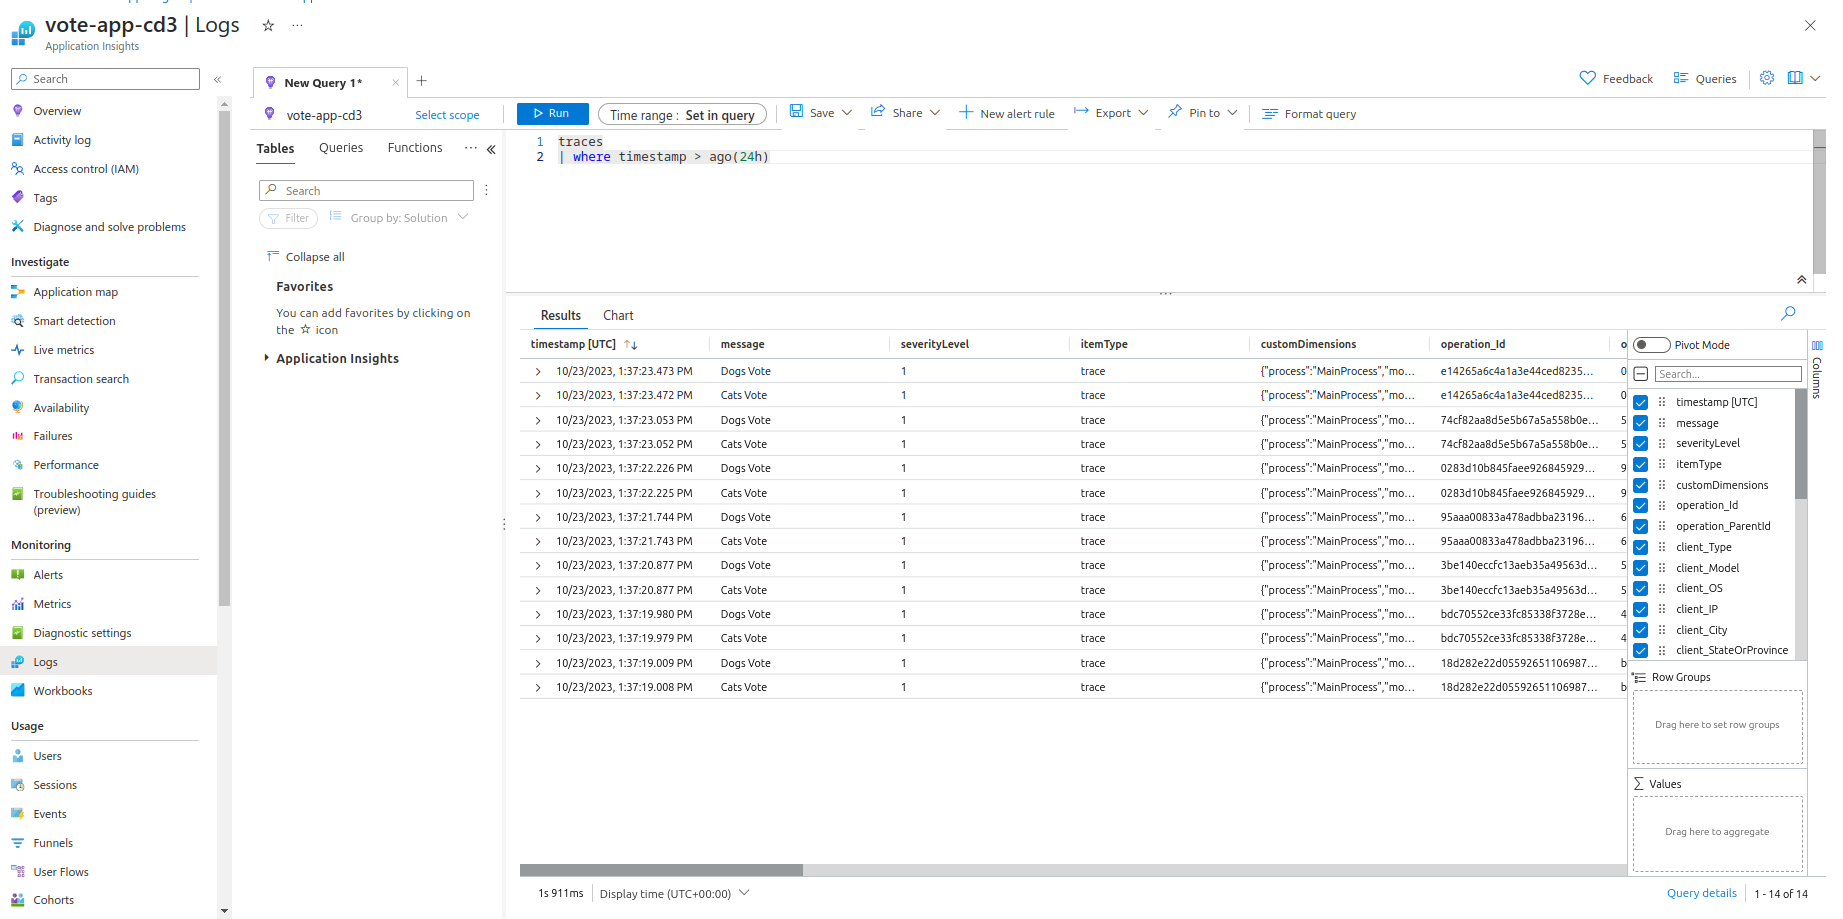 vote-app-cd3 | Logs
Application Insights
Search
Overview
Activity log
Access control (IAM)
Tags
Diagnose and solve problems
Investigate
Application map
Smart detection
Live metrics
Transaction search
Availability
Failures
Performance
Troubleshooting guides
(preview)
Monitoring
Alerts
Metrics
Diagnostic settings
Logs
Workbooks
Usage
Users
Sessions
Events
Funnels
User Flows
Cohorts
New Query 1*
Feedback Queries
vote-app-cd3 Select scope
Run Time range : Set in query Save Share New alert rule Export Pin to Format query
Tables Queries Functions
Search
Filter Group by: Solution
Collapse all
Favorites
You can add favorites by clicking on
the ☆ icon
Application Insights
1 traces
2 | where timestamp > ago(24h)
Results Chart
timestamp [UTC] message severityLevel itemType customDimensions operation_Id o
10/23/2023, 1:37:23.473 PM Dogs Vote 1 trace {"process":"MainProcess","mo... e14265a6c4a1a3e44ced8235... 0
10/23/2023, 1:37:23.472 PM Cats Vote 1 trace {"process":"MainProcess","mo... e14265a6c4a1a3e44ced8235... 0
10/23/2023, 1:37:23.053 PM Dogs Vote 1 trace {"process":"MainProcess","mo... 74cf82aa8d5e5b67a5a558b0e... 5
10/23/2023, 1:37:23.052 PM Cats Vote 1 trace {"process":"MainProcess","mo... 74cf82aa8d5e5b67a5a558b0e... 5
10/23/2023, 1:37:22.226 PM Dogs Vote 1 trace {"process":"MainProcess","mo... 0283d10b845faee926845929... 9
10/23/2023, 1:37:22.225 PM Cats Vote 1 trace {"process":"MainProcess","mo... 0283d10b845faee926845929... 9
10/23/2023, 1:37:21.744 PM Dogs Vote 1 trace {"process":"MainProcess","mo... 95aaa00833a478adbba23196... 6
10/23/2023, 1:37:21.743 PM Cats Vote 1 trace {"process":"MainProcess","mo... 95aaa00833a478adbba23196... 6
10/23/2023, 1:37:20.877 PM Dogs Vote 1 trace {"process":"MainProcess","mo... 3be140eccfc13aeb35a49563d... 5
10/23/2023, 1:37:20.877 PM Cats Vote 1 trace {"process":"MainProcess","mo... 3be140eccfc13aeb35a49563d... 5
10/23/2023, 1:37:19.980 PM Dogs Vote 1 trace {"process":"MainProcess","mo... bdc70552ce33fc85338f3728e... 4
10/23/2023, 1:37:19.979 PM Cats Vote 1 trace {"process":"MainProcess","mo... bdc70552ce33fc85338f3728e... 4
10/23/2023, 1:37:19.009 PM Dogs Vote 1 trace {"process":"MainProcess","mo... 18d282e22d05592651106987... b
10/23/2023, 1:37:19.008 PM Cats Vote 1 trace {"process":"MainProcess","mo... 18d282e22d05592651106987... b
Pivot Mode
Search...
timestamp [UTC]
message
severityLevel
itemType
customDimensions
operation_Id
operation_ParentId
client_Type
client_Model
client_OS
client_IP
client_City
client_StateOrProvince
Row Groups
Drag here to set row groups
Values
Drag here to aggregate
Columns
1s 911ms Display time (UTC+00:00) Query details 1 - 14 of 14